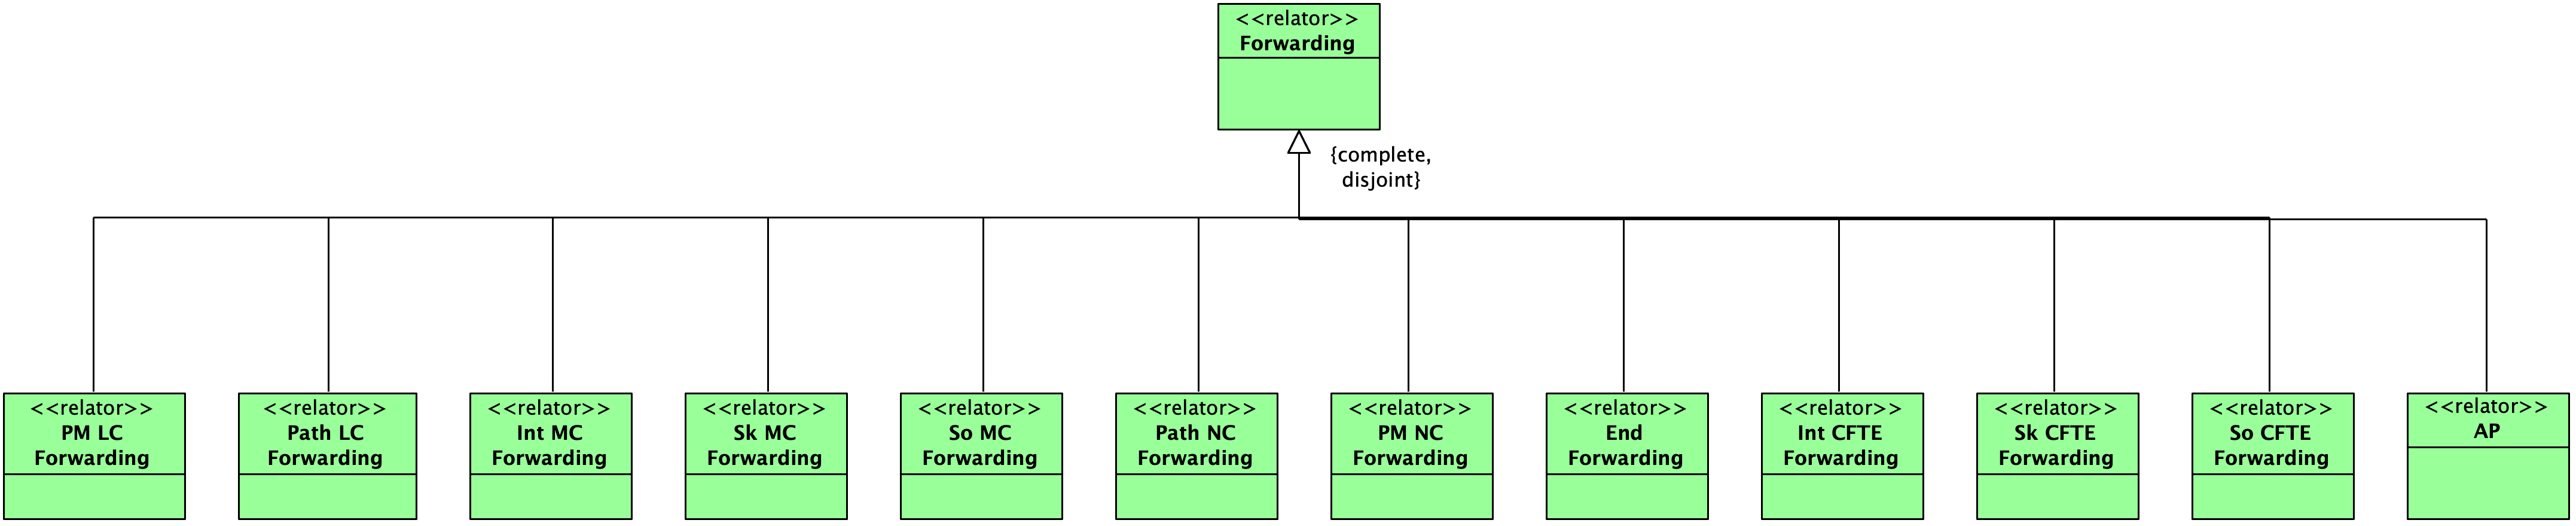 <<relator>>
Forwarding
{complete,
disjoint}
<<relator>>
PM LC
Forwarding
<<relator>>
Path LC
Forwarding
<<relator>>
Int MC
Forwarding
<<relator>>
Sk MC
Forwarding
<<relator>>
So MC
Forwarding
<<relator>>
Path NC
Forwarding
<<relator>>
PM NC
Forwarding
<<relator>>
End
Forwarding
<<relator>>
Int CFTE
Forwarding
<<relator>>
Sk CFTE
Forwarding
<<relator>>
So CFTE
Forwarding
<<relator>>
AP